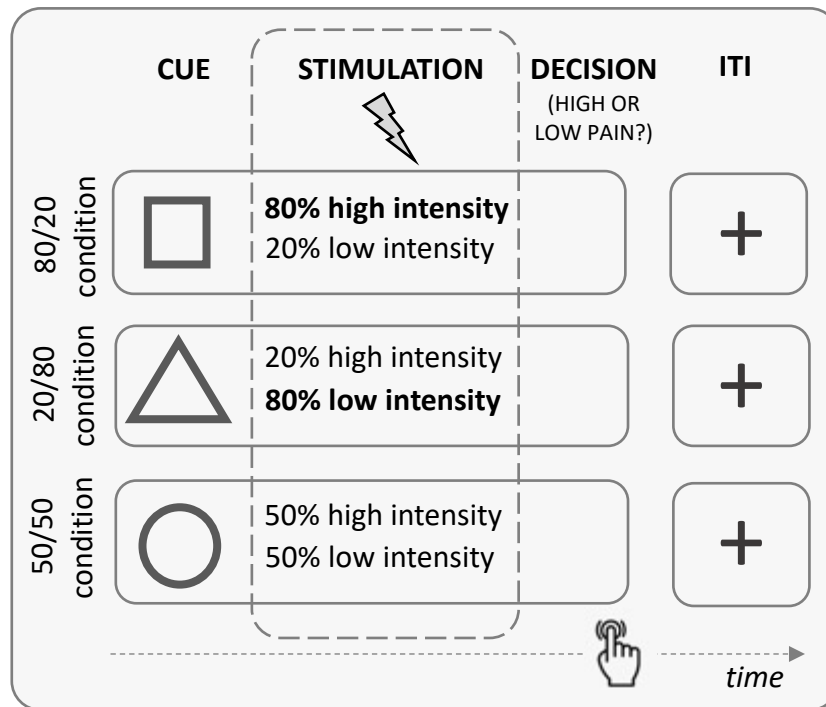 CUE STIMULATION DECISION ITI
(HIGH OR
LOW PAIN?)
80/20
condition
80% high intensity
20% low intensity
20/80
condition
20% high intensity
80% low intensity
50/50
condition
50% high intensity
50% low intensity
time